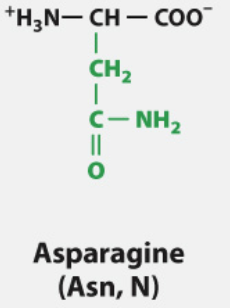 ⁺H₃N—CH—COO⁻
CH₂
C—NH₂
O
Asparagine
(Asn, N)